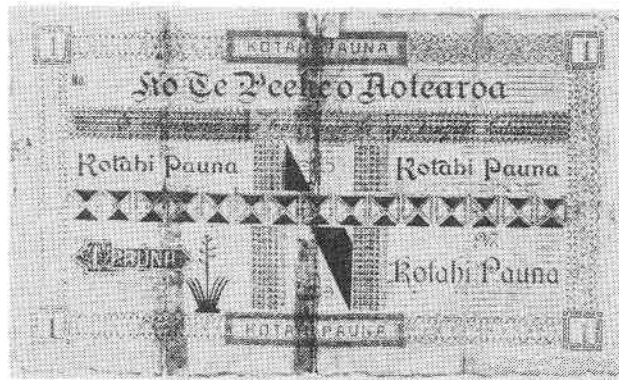 1 KOTAHI PAUNA 1
No.
Ko Te Peeke o Aotearoa
Kotahi Pauna Kotahi Pauna
No.
PAUNA
Kotahi Pauna
1 KOTAHI PAUNA 1